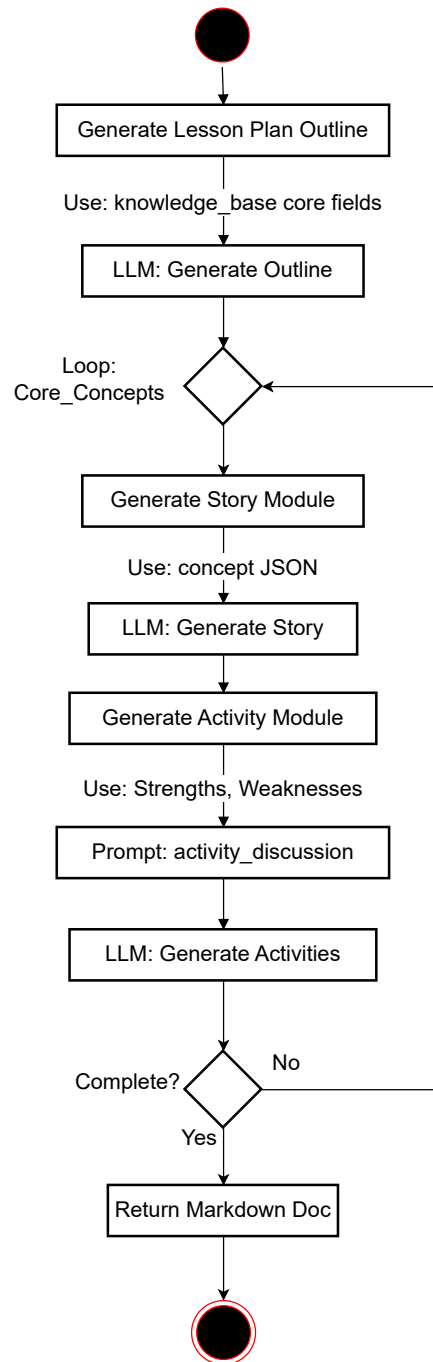 Generate Lesson Plan Outline
Use: knowledge_base core fields
LLM: Generate Outline
Loop:
Core_Concepts
Generate Story Module
Use: concept JSON
LLM: Generate Story
Generate Activity Module
Use: Strengths, Weaknesses
Prompt: activity_discussion
LLM: Generate Activities
Complete?
No
Yes
Return Markdown Doc